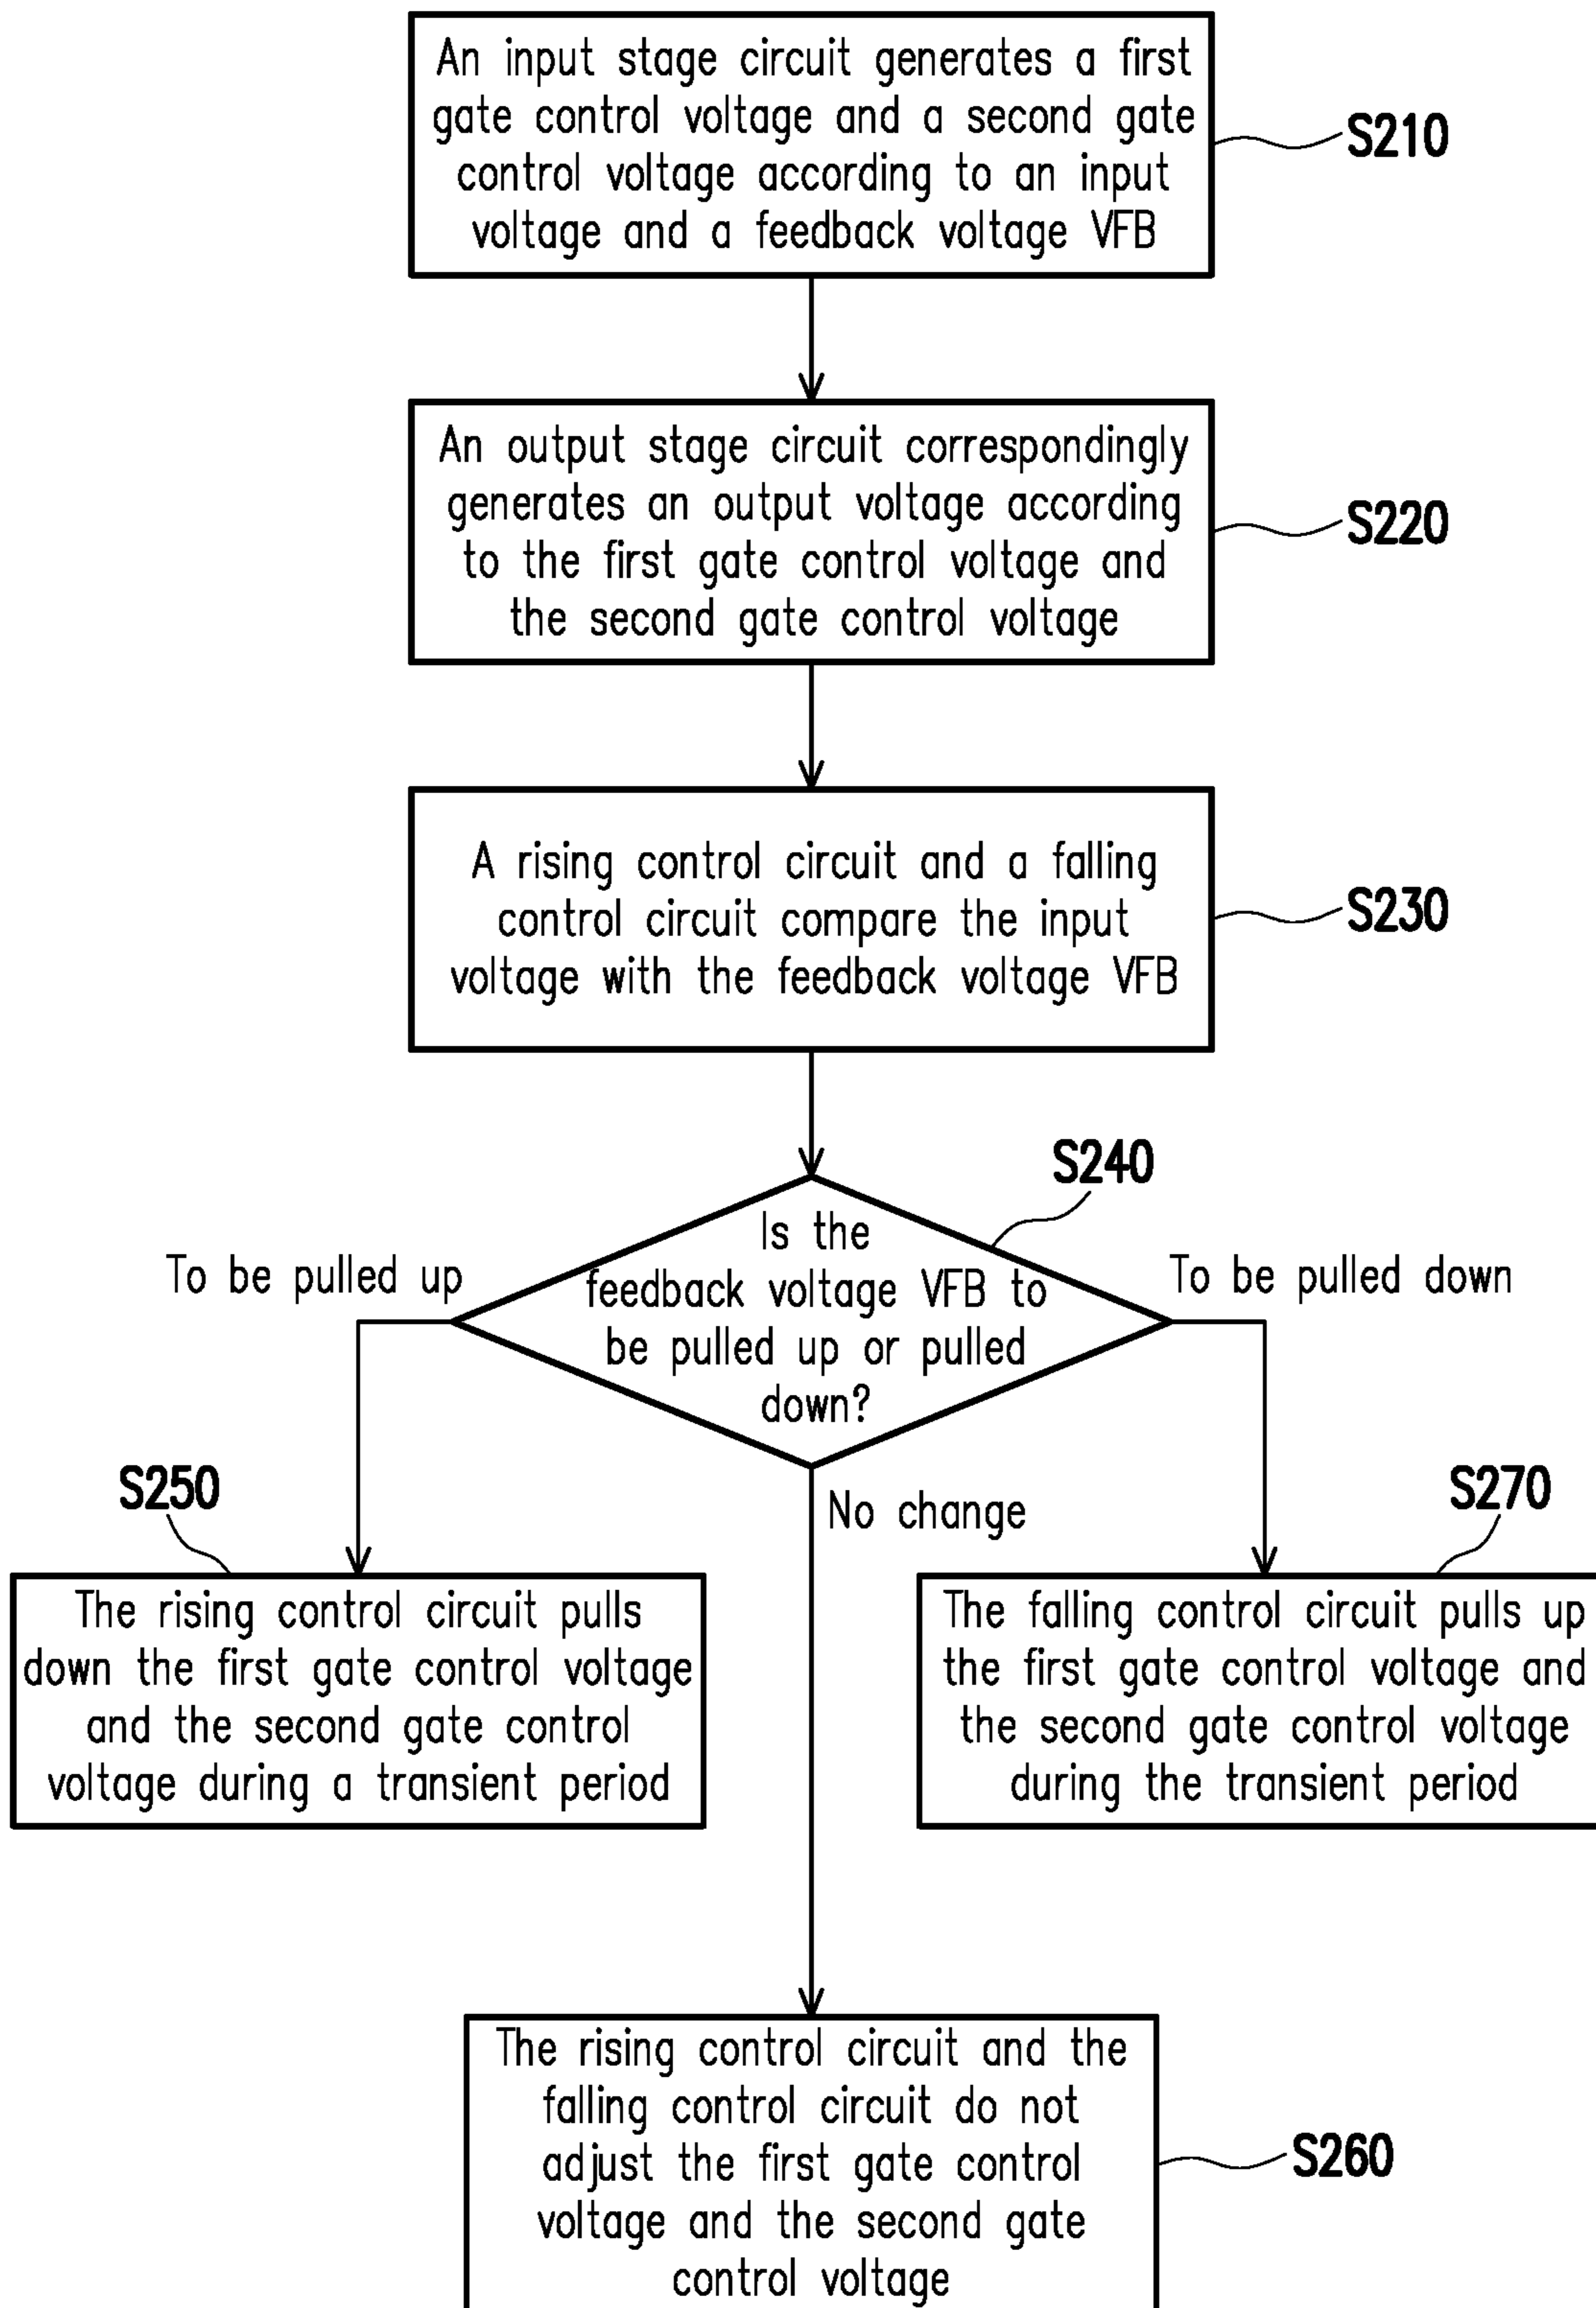 An input stage circuit generates a first
gate control voltage and a second gate
control voltage according to an input
voltage and a feedback voltage VFB
S210
An output stage circuit correspondingly
generates an output voltage according
to the first gate control voltage and
the second gate control voltage
S220
A rising control circuit and a falling
control circuit compare the input
voltage with the feedback voltage VFB
S230
S240
Is the
feedback voltage VFB to
be pulled up or pulled
down?
To be pulled up
To be pulled down
No change
S250
The rising control circuit pulls
down the first gate control voltage
and the second gate control
voltage during a transient period
S270
The falling control circuit pulls up
the first gate control voltage and
the second gate control voltage
during the transient period
The rising control circuit and the
falling control circuit do not
adjust the first gate control
voltage and the second gate
control voltage
S260